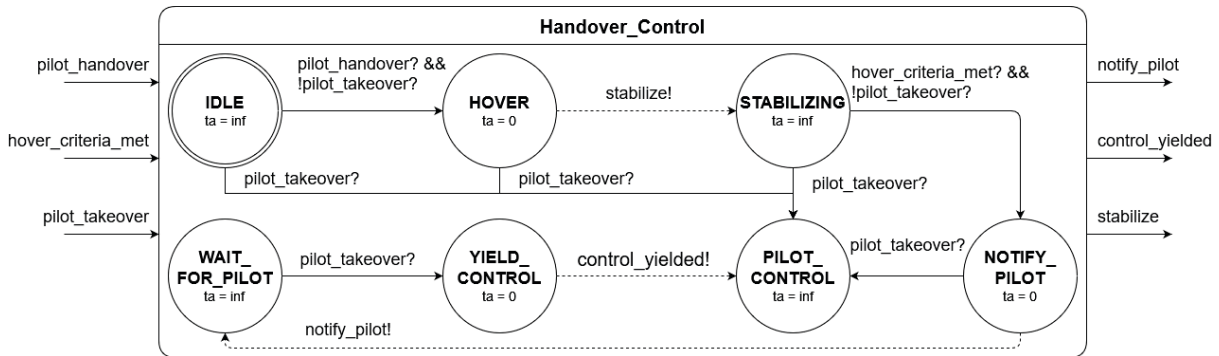 Handover_Control
pilot_handover
hover_criteria_met
pilot_takeover
IDLE
ta = inf
pilot_handover? &&
!pilot_takeover?
HOVER
ta = 0
stabilize!
STABILIZING
ta = inf
hover_criteria_met? &&
!pilot_takeover?
notify_pilot
control_yielded
stabilize
pilot_takeover?
pilot_takeover?
pilot_takeover?
WAIT_
FOR_PILOT
ta = inf
pilot_takeover?
YIELD_
CONTROL
ta = 0
control_yielded!
PILOT_
CONTROL
ta = inf
pilot_takeover?
NOTIFY_
PILOT
ta = 0
notify_pilot!